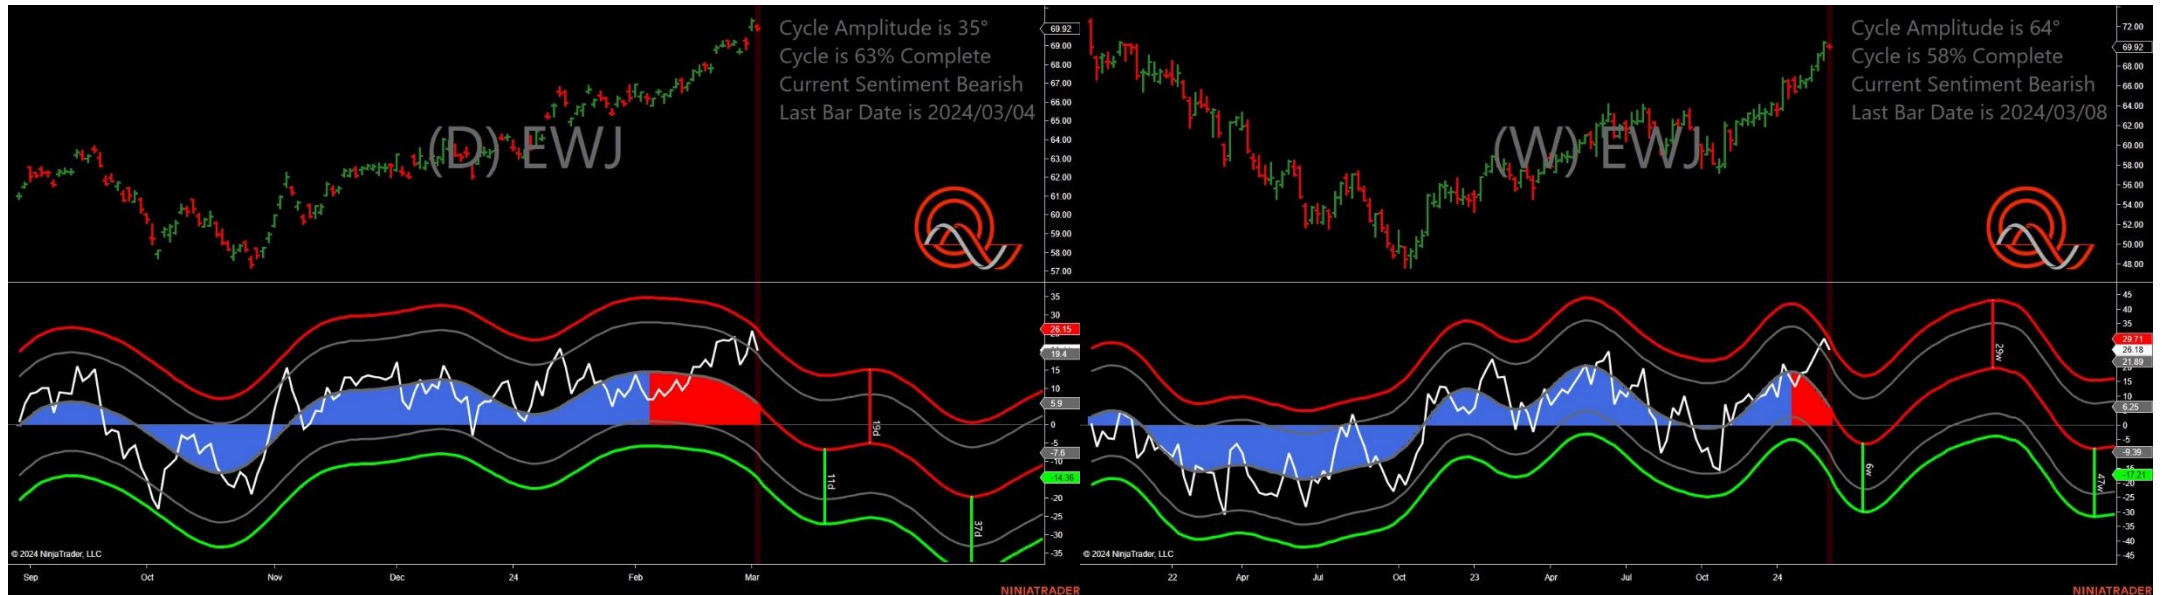 Cycle Amplitude is 35°
Cycle is 63% Complete
Current Sentiment Bearish
Last Bar Date is 2024/03/04
(D) EWJ
69.92
69.00
68.00
67.00
66.00
65.00
64.00
63.00
62.00
61.00
60.00
59.00
58.00
57.00
35
30
26.15
19.4
15
10
5.9
0
-5
-7.6
-10
-14.36
-20
-25
-30
-35
11d
19d
37d
© 2024 NinjaTrader, LLC
Sep Oct Nov Dec 24 Feb Mar
NINJATRADER
Cycle Amplitude is 64°
Cycle is 58% Complete
Current Sentiment Bearish
Last Bar Date is 2024/03/08
(W) EWJ
72.00
69.92
68.00
66.00
64.00
62.00
60.00
58.00
56.00
54.00
52.00
50.00
48.00
45
40
35
29.71
26.18
21.89
15
10
6.25
0
-5
-9.39
-17.21
-25
-30
-35
-40
-45
6w
29w
47w
© 2024 NinjaTrader, LLC
22 Apr Jul Oct 23 Apr Jul Oct 24
NINJATRADER